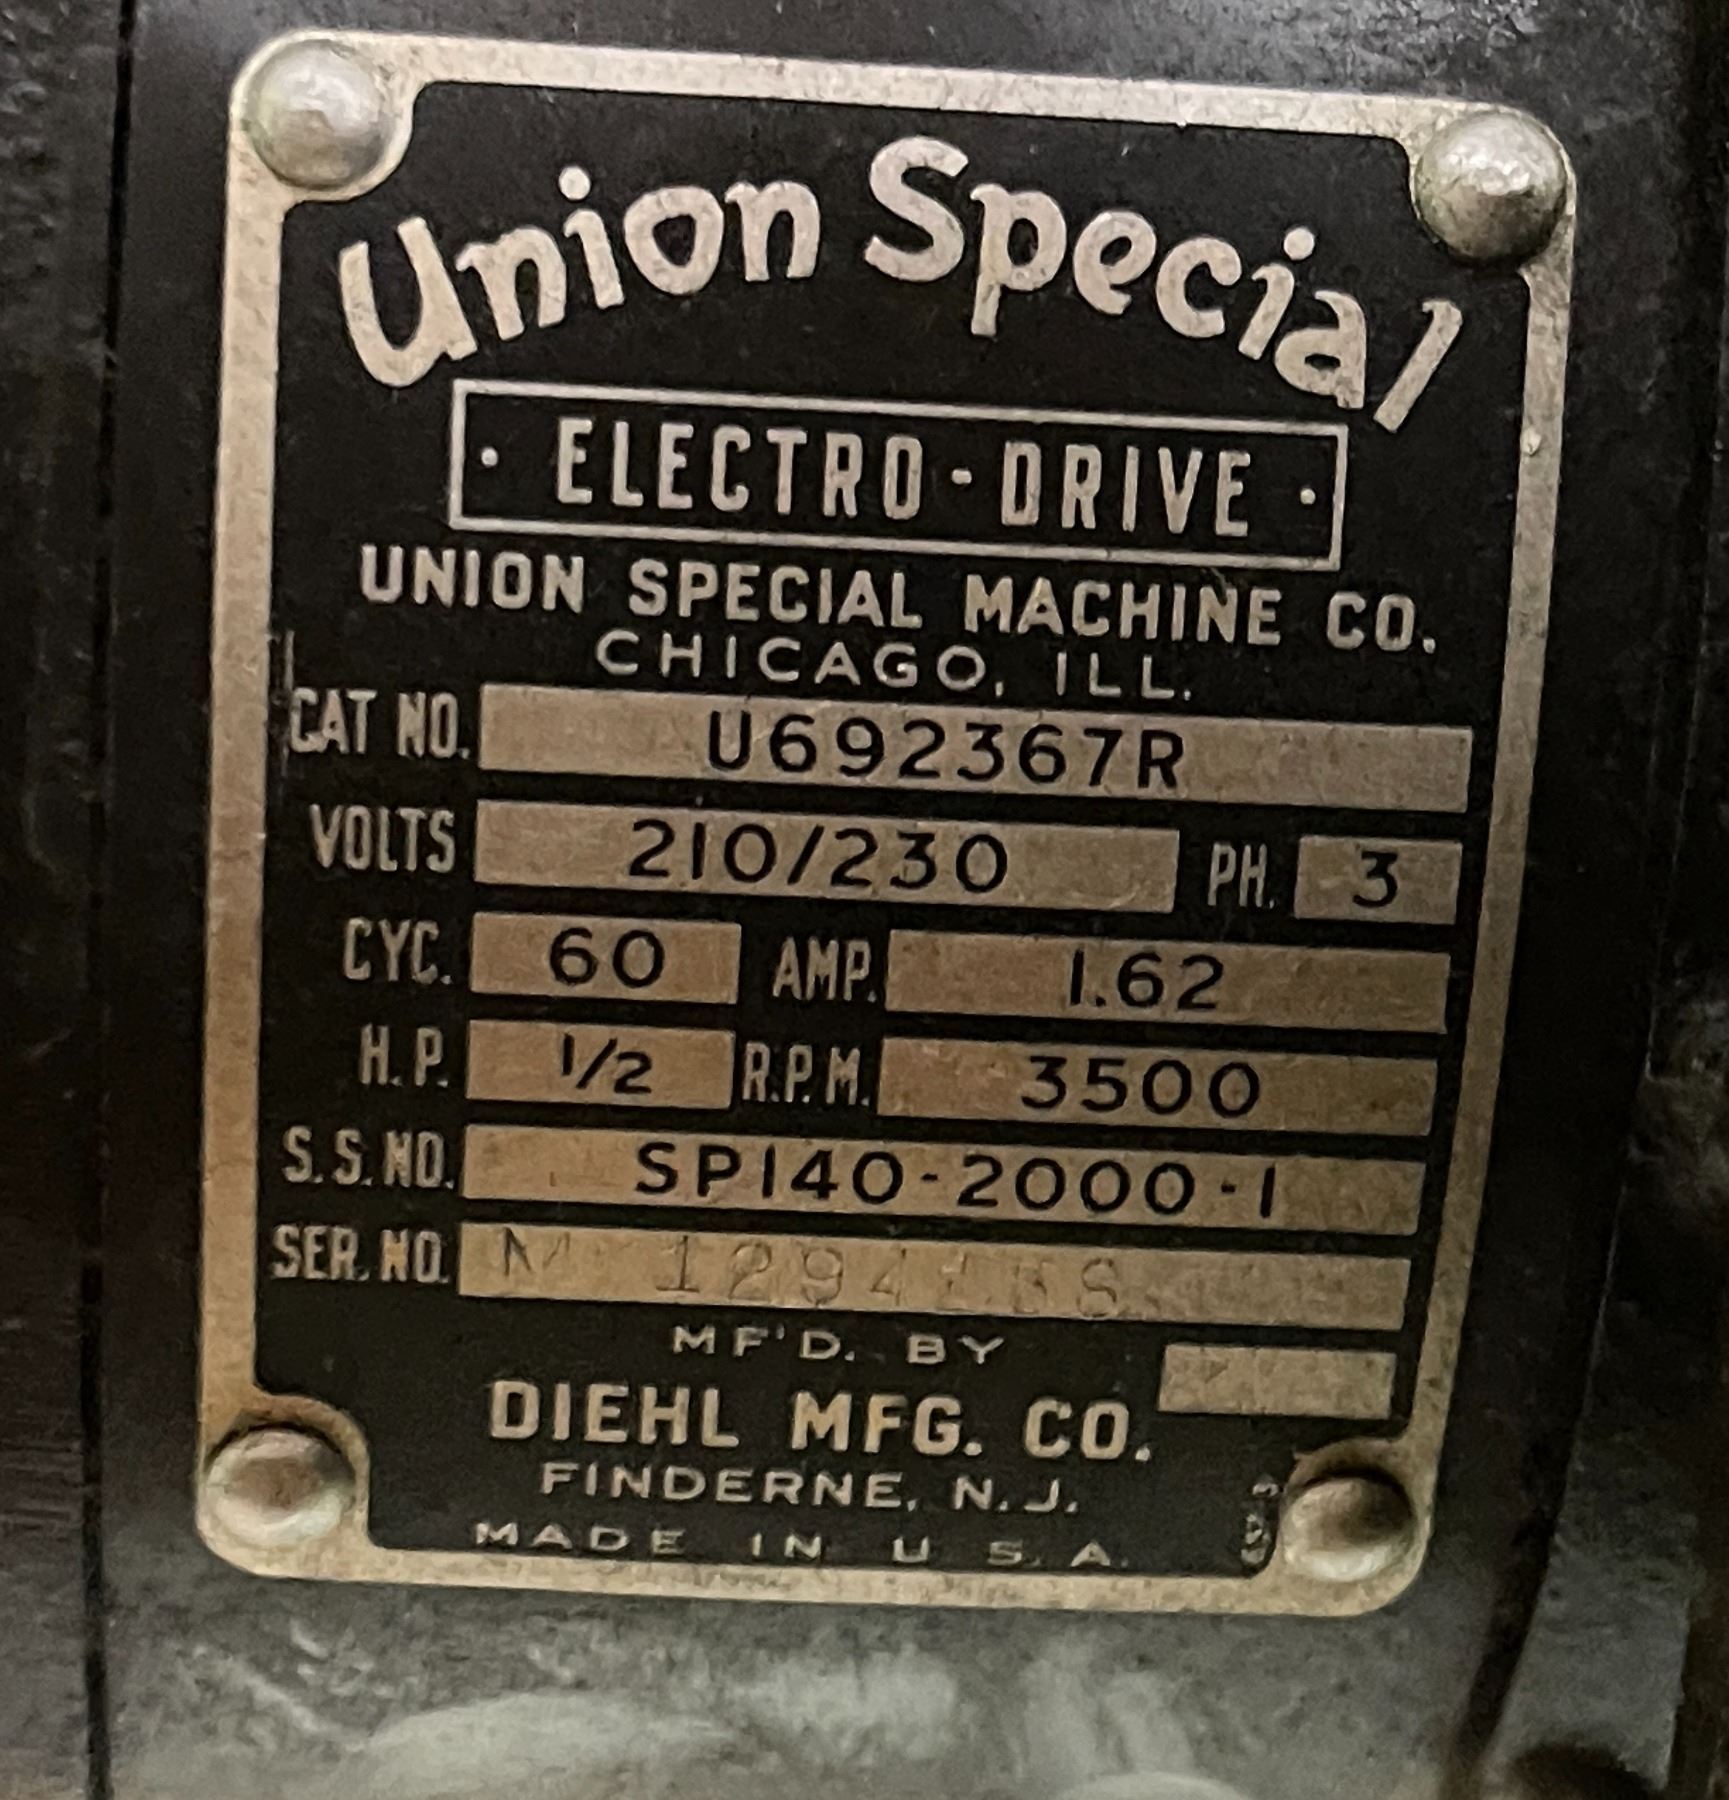 Union Special
· ELECTRO - DRIVE ·
UNION SPECIAL MACHINE CO.
CHICAGO, ILL.
CAT NO. U692367R
VOLTS 210/230 PH. 3
CYC. 60 AMP. 1.62
H.P. 1/2 R.P.M. 3500
S.S. NO. SP140-2000-1
SER. NO.
MF'D. BY
DIEHL MFG. CO.
FINDERNE, N.J.
MADE IN U.S.A.